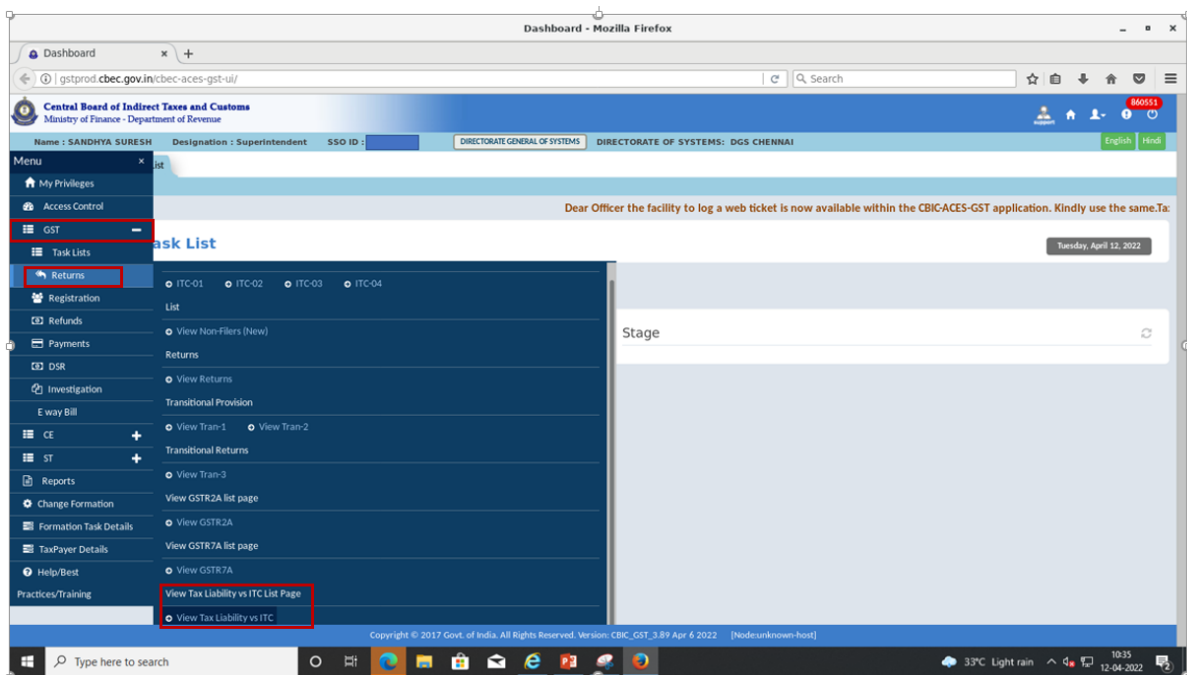 Dashboard - Mozilla Firefox
Dashboard
gstprod.cbec.gov.in/cbec-aces-gst-ui/
Search
Central Board of Indirect Taxes and Customs
Ministry of Finance - Department of Revenue
support
860551
Name : SANDHYA SURESH Designation : Superintendent SSO ID : DIRECTORATE GENERAL OF SYSTEMS DIRECTORATE OF SYSTEMS: DGS CHENNAI English Hindi
Menu × ist
My Privileges
Access Control
Dear Officer the facility to log a web ticket is now available within the CBIC-ACES-GST application. Kindly use the same.Ta:
GST
Task Lists
ask List
Tuesday, April 12, 2022
Returns
Registration
Refunds
Payments
DSR
Investigation
E way Bill
CE
ST
Reports
Change Formation
Formation Task Details
TaxPayer Details
Help/Best
Practices/Training
ITC-01 ITC-02 ITC-03 ITC-04
List
View Non-Filers (New)
Returns
View Returns
Transitional Provision
View Tran-1 View Tran-2
Transitional Returns
View Tran-3
View GSTR2A list page
View GSTR2A
View GSTR7A list page
View GSTR7A
View Tax Liability vs ITC List Page
View Tax Liability vs ITC
Stage
Copyright © 2017 Govt. of India. All Rights Reserved. Version: CBIC_GST_3.89 Apr 6 2022 [Node:unknown-host]
Type here to search
33°C Light rain
10:35
12-04-2022
2